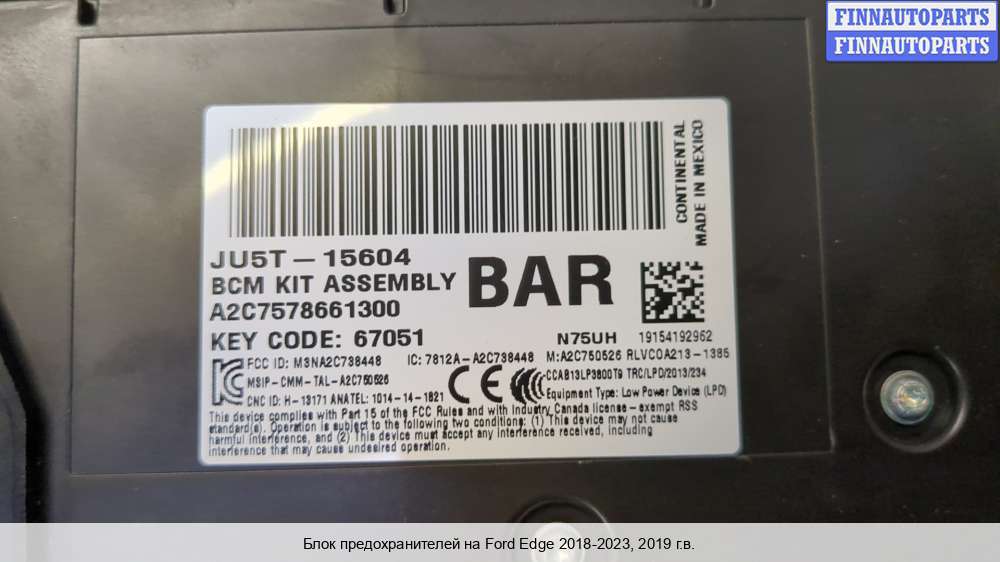 FINNAUTOPARTS
FINNAUTOPARTS
CONTINENTAL
MADE IN MEXICO
JU5T - 15604
BCM KIT ASSEMBLY
BAR
A2C7578661300
KEY CODE: 67051
N75UH
19154192962
FCC ID: M3NA2C738448 IC: 7812A-A2C738448 M:A2C750526 RLVCOA213-1385
MSIP-CMM-TAL-A2C750526
CE
CCAB13LP3800T9 TRC/LPD/2013/234
CNC ID: H-13171 ANATEL: 1014-14-1821
Equipment Type: Low Power Device (LPD)
This device complies with Part 15 of the FCC Rules and with Industry Canada license - exempt RSS
standard(s). Operation is subject to the following two conditions: (1) This device may not cause
harmful interference, and (2) This device must accept any interference received, including
interference that may cause undesired operation.
Блок предохранителей на Ford Edge 2018-2023, 2019 г.в.